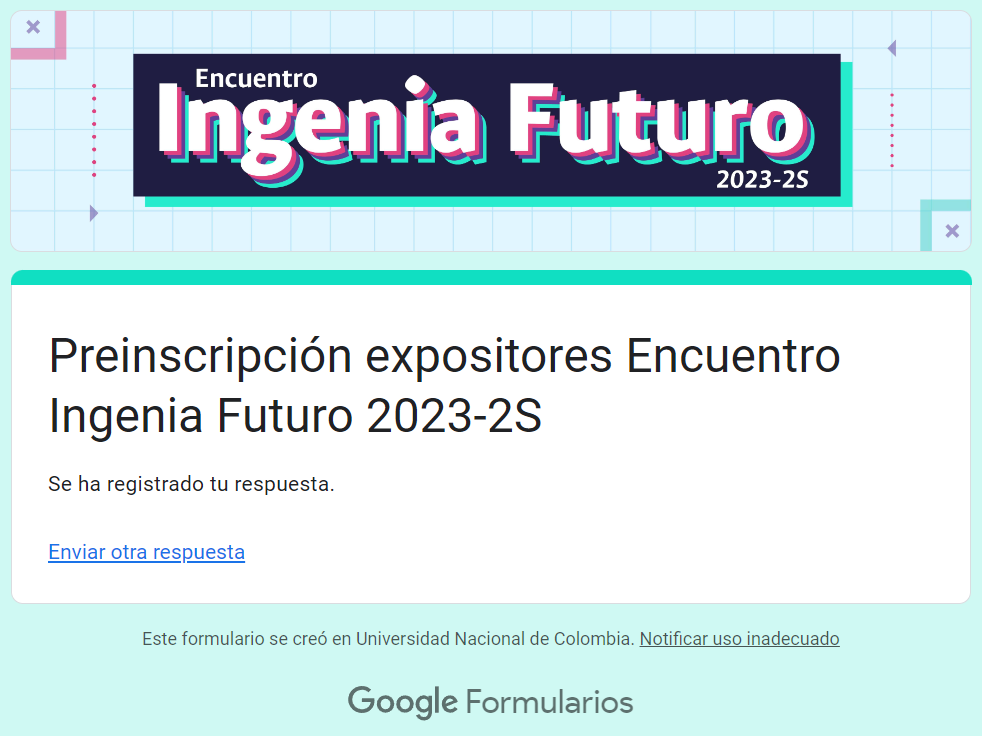 Encuentro
Ingenia Futuro
2023-2S
Preinscripción expositores Encuentro
Ingenia Futuro 2023-2S
Se ha registrado tu respuesta.
Enviar otra respuesta
Este formulario se creó en Universidad Nacional de Colombia. Notificar uso inadecuado
Google Formularios